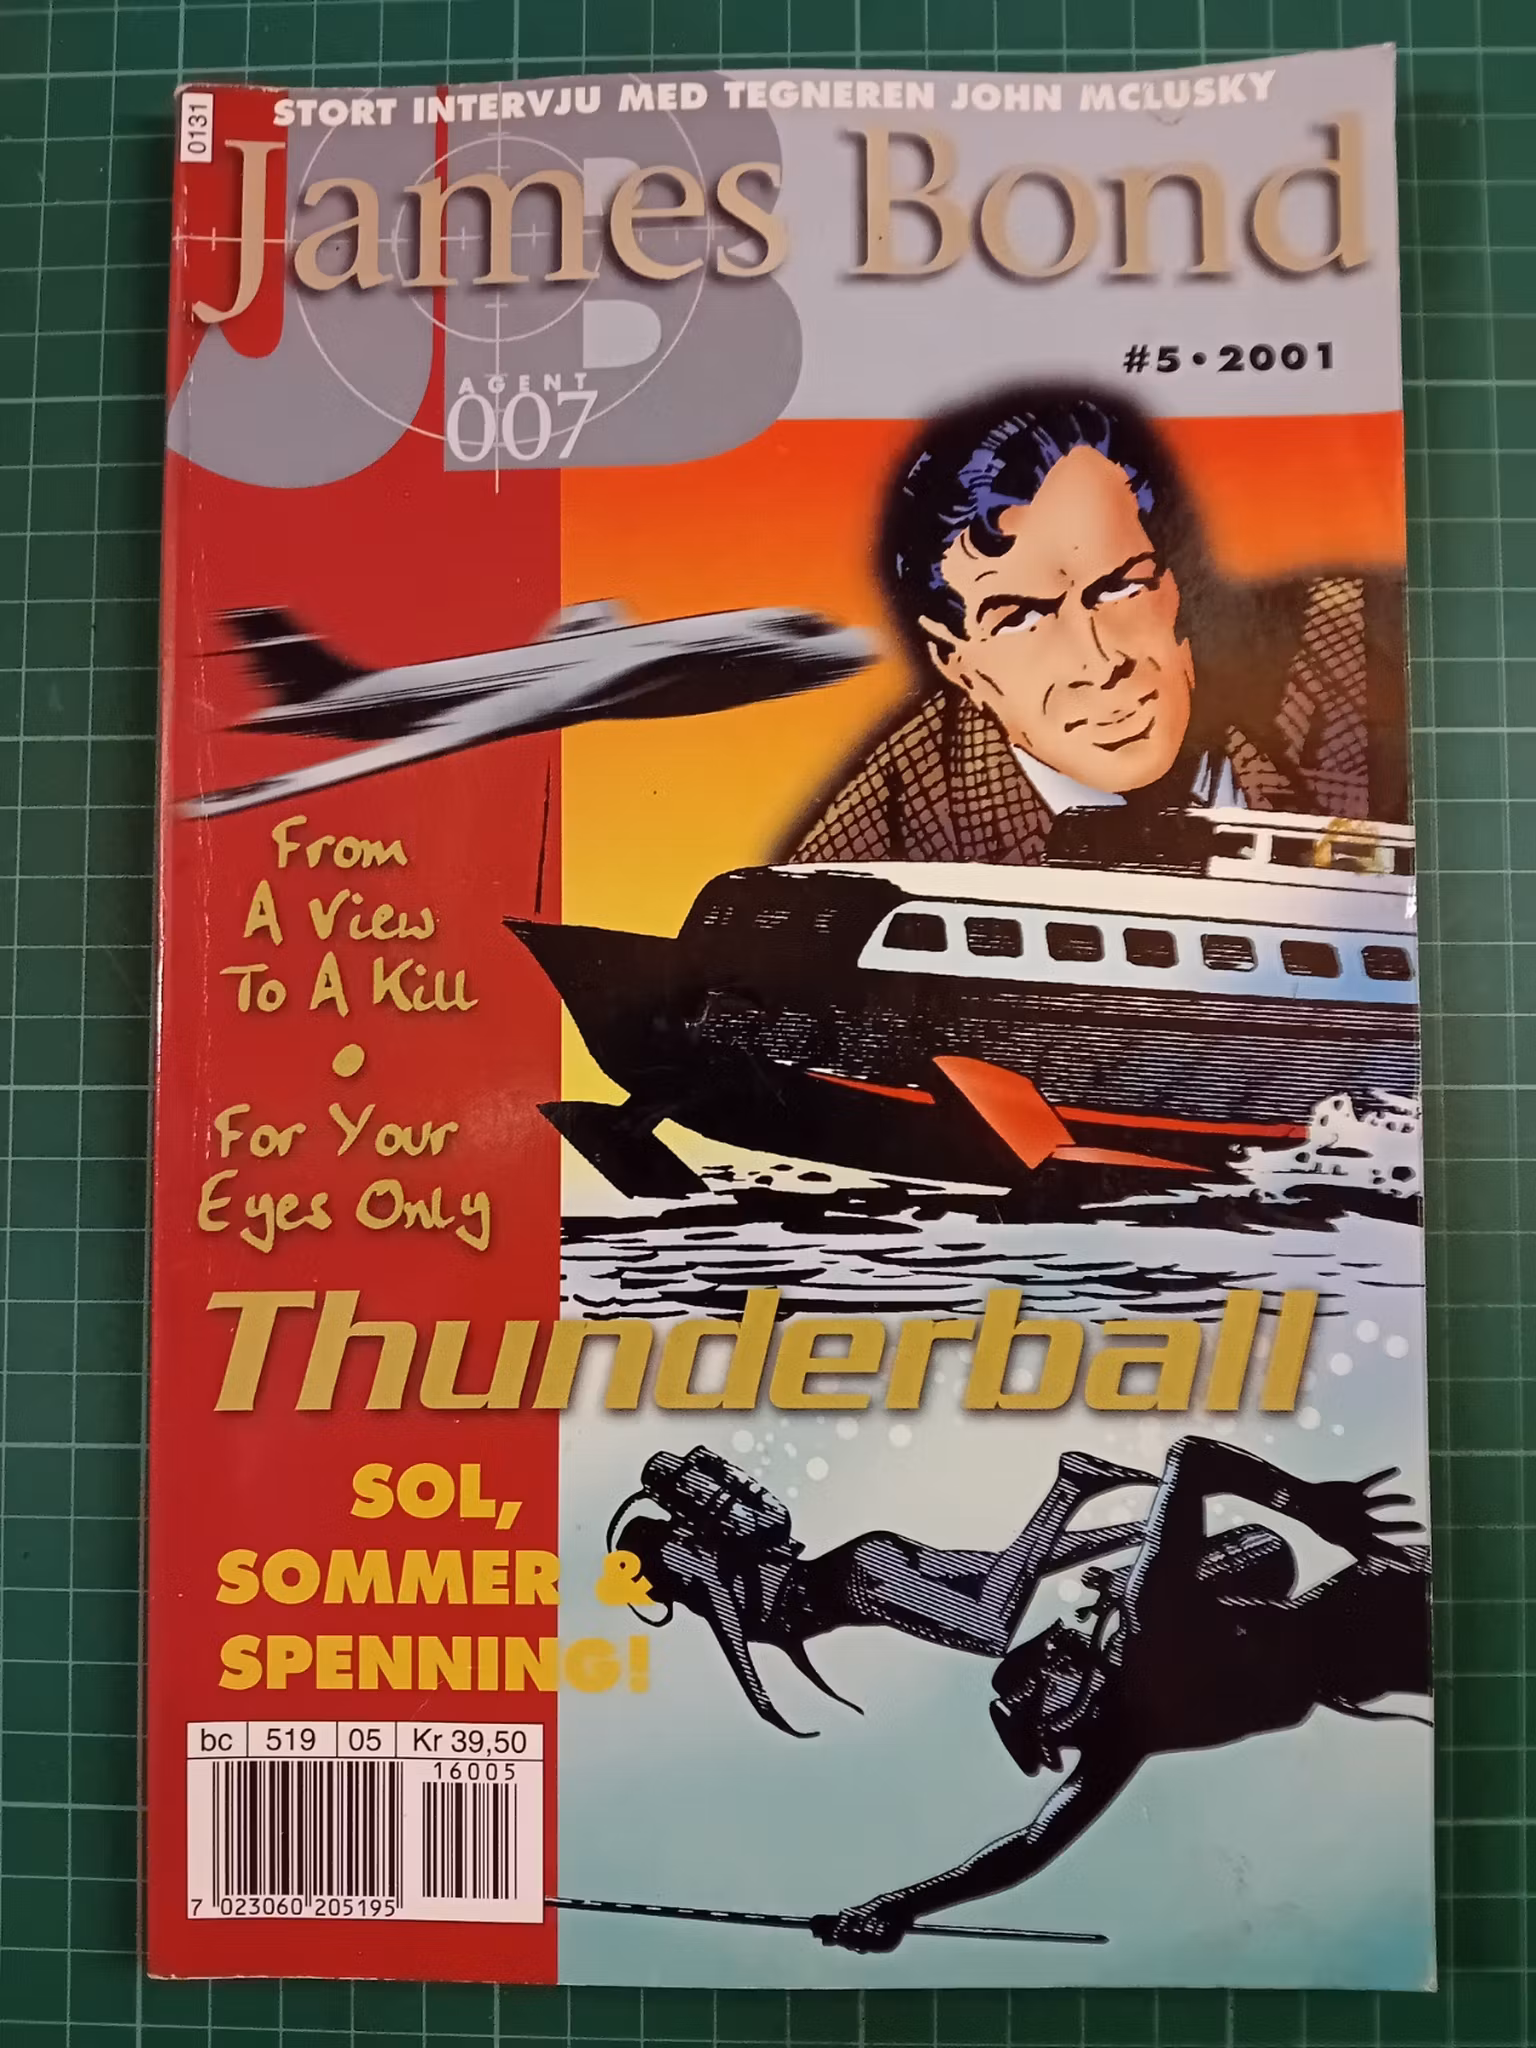 0131
STORT INTERVJU MED TEGNEREN JOHN MCLUSKY
JB
James Bond
#5 • 2001
AGENT
007
From
A View
To A Kill
•
For Your
Eyes Only
Thunderball
SOL,
SOMMER &
SPENNING!
bc 519 05 Kr 39,50
16005
7 023060 205195